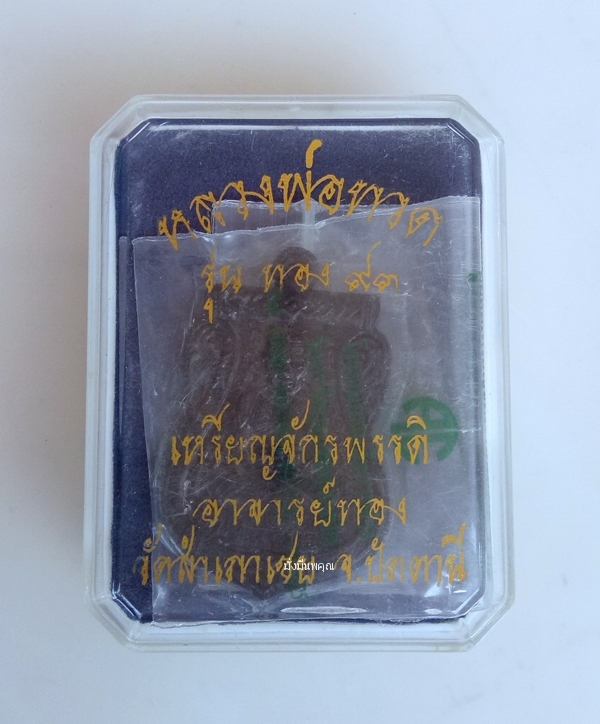 หลวงพ่อทวด
รุ่น ทอง ๙๓
เหรียญจักรพรรดิ
อาจารย์ทอง
วัดสำเภาเชย จ.ปัตตานี